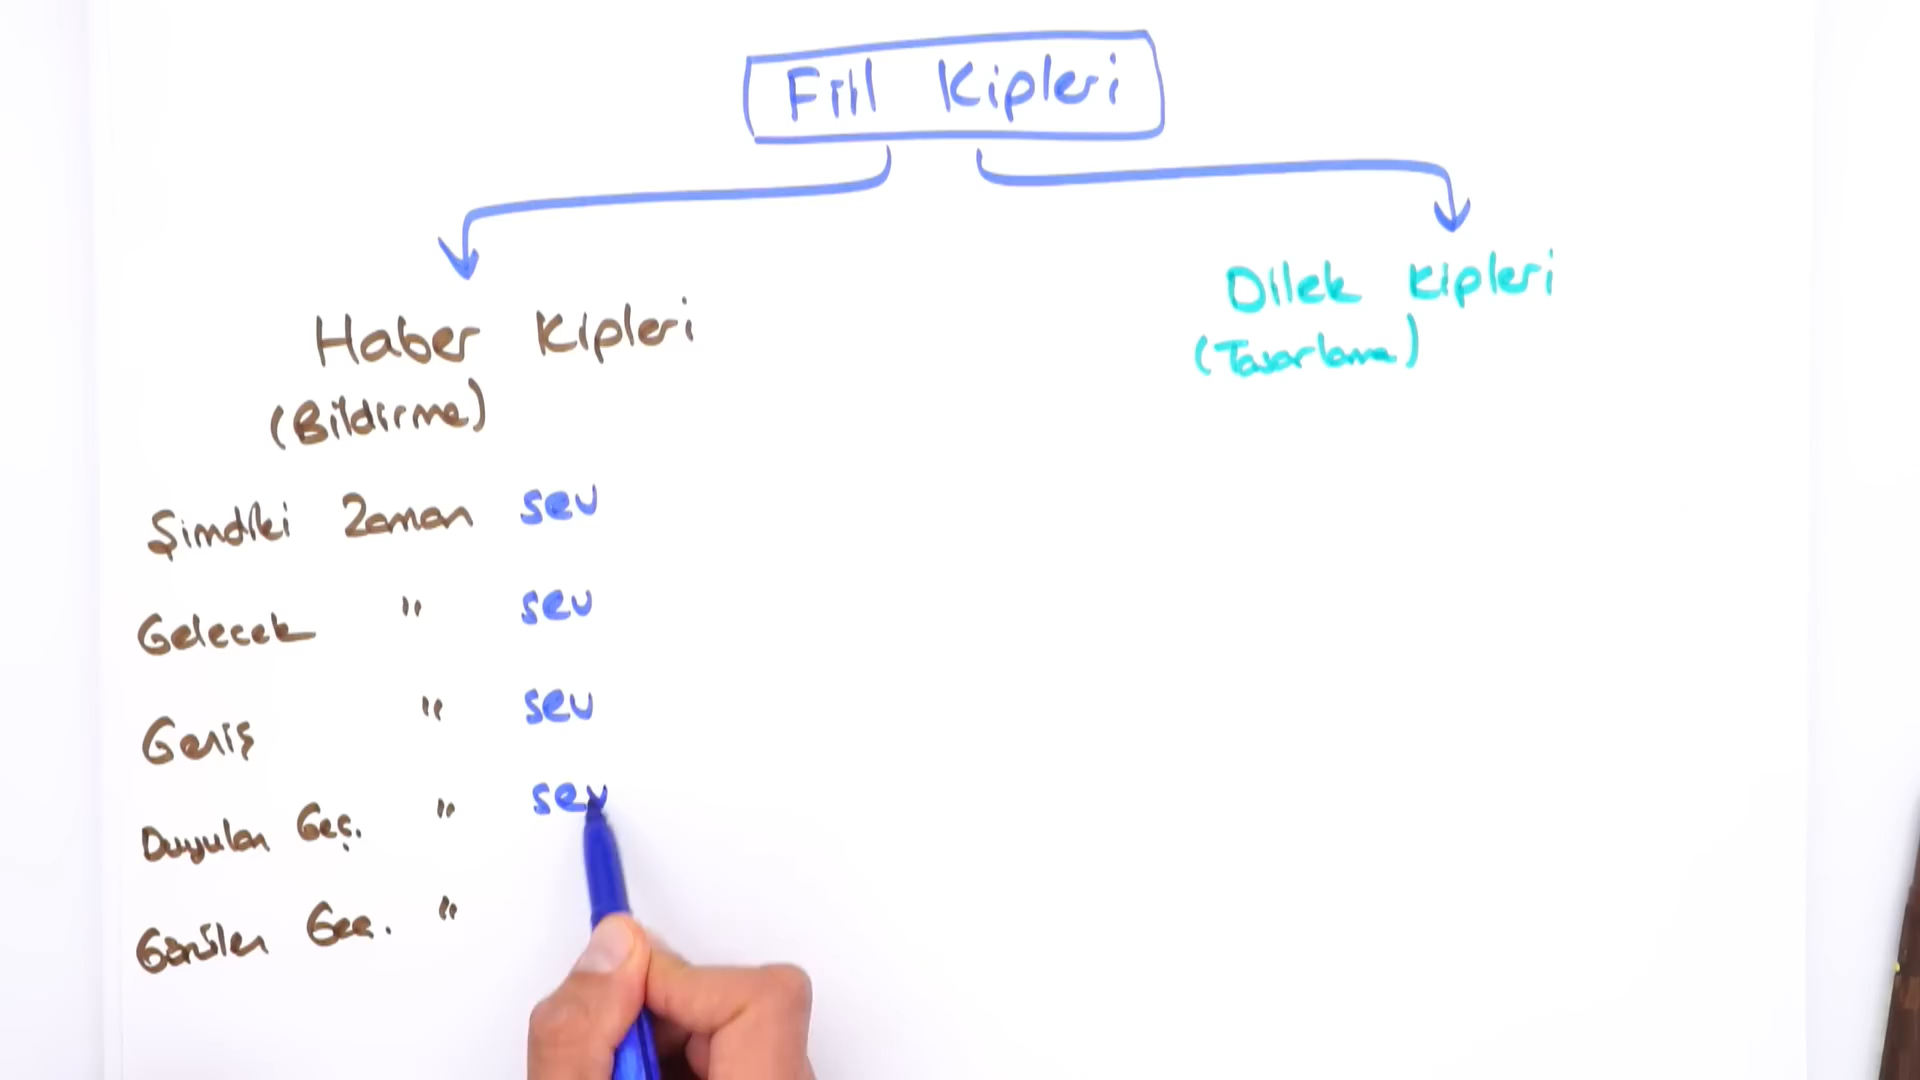 Fiil Kipleri
Haber Kipleri
(Bildirme)
Şimdiki Zaman sev
Gelecek " sev
Geniş " sev
Duyulan Geç. " sev
Görülen Geç. "
Dilek Kipleri
(Tasarlama)